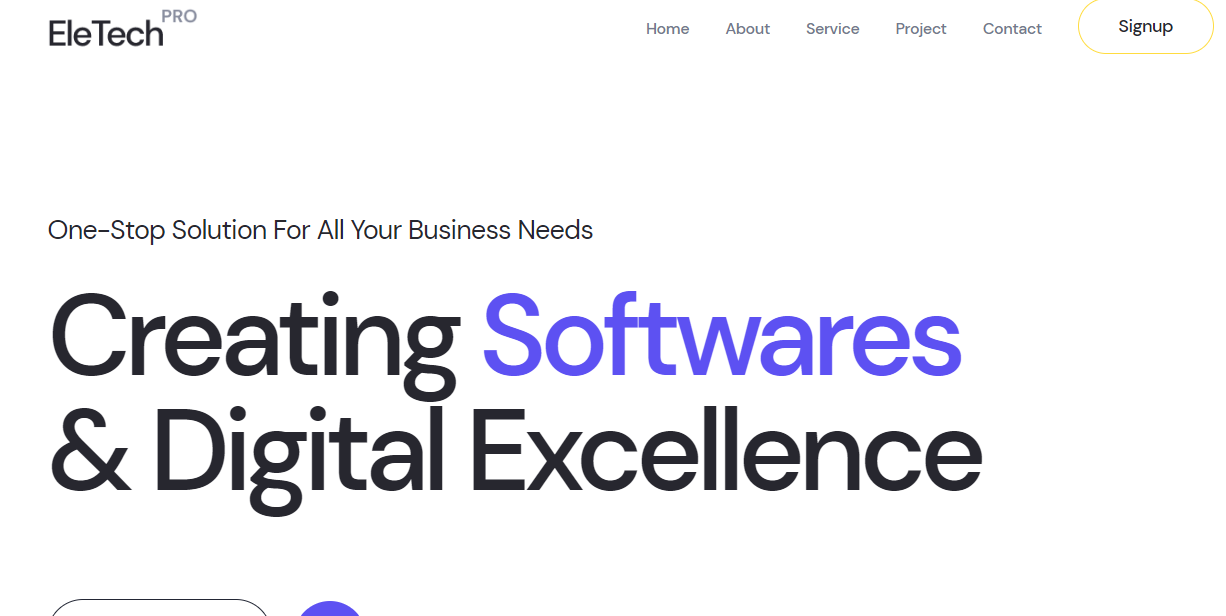 EleTech PRO
Home About Service Project Contact Signup
One-Stop Solution For All Your Business Needs
Creating Softwares
& Digital Excellence